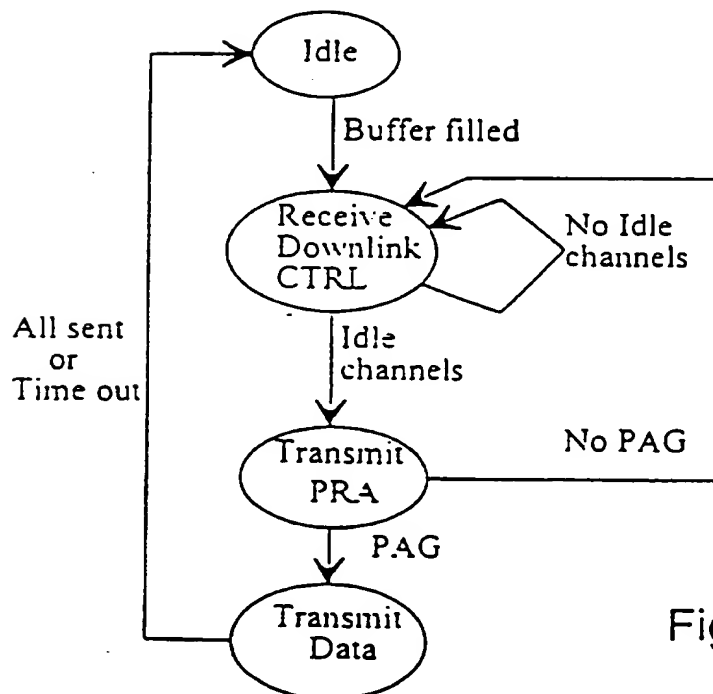 Idle
Buffer filled
Receive
Downlink
CTRL
No Idle
channels
All sent
or
Time out
Idle
channels
Transmit
PRA
No PAG
PAG
Transmit
Data
Fig